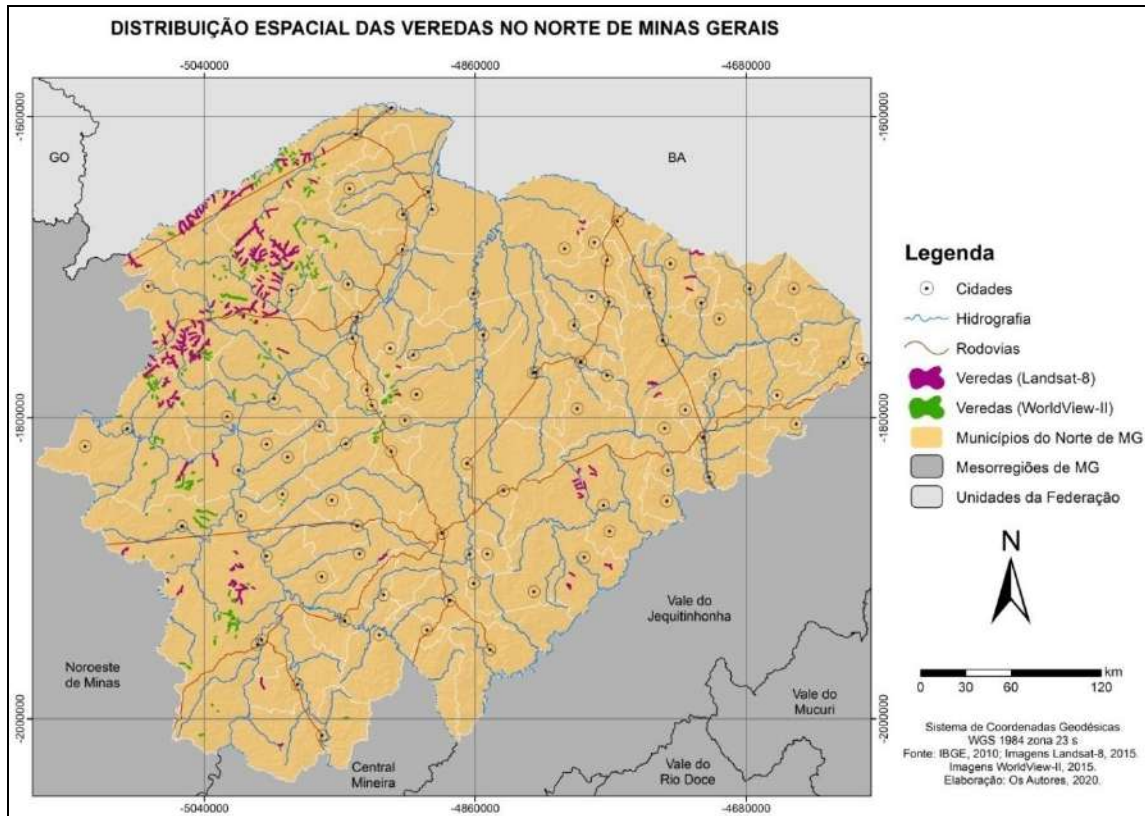 DISTRIBUIÇÃO ESPACIAL DAS VEREDAS NO NORTE DE MINAS GERAIS
-5040000
-4860000
-4680000
-1600000
-1600000
GO
BA
Legenda
Cidades
Hidrografia
Rodovias
Veredas (Landsat-8)
Veredas (WorldView-II)
Municípios do Norte de MG
Mesorregiões de MG
Unidades da Federação
-1800000
-1800000
N
Vale do
Jequitinhonha
Noroeste
de Minas
Vale do
Mucuri
km
0
30
60
120
-2000000
-2000000
Central
Mineira
Vale do
Rio Doce
Sistema de Coordenadas Geodésicas
WGS 1984 zona 23 s
Fonte: IBGE, 2010; Imagens Landsat-8, 2015.
Imagens WorldView-II, 2015.
Elaboração: Os Autores, 2020.
-5040000
-4860000
-4680000